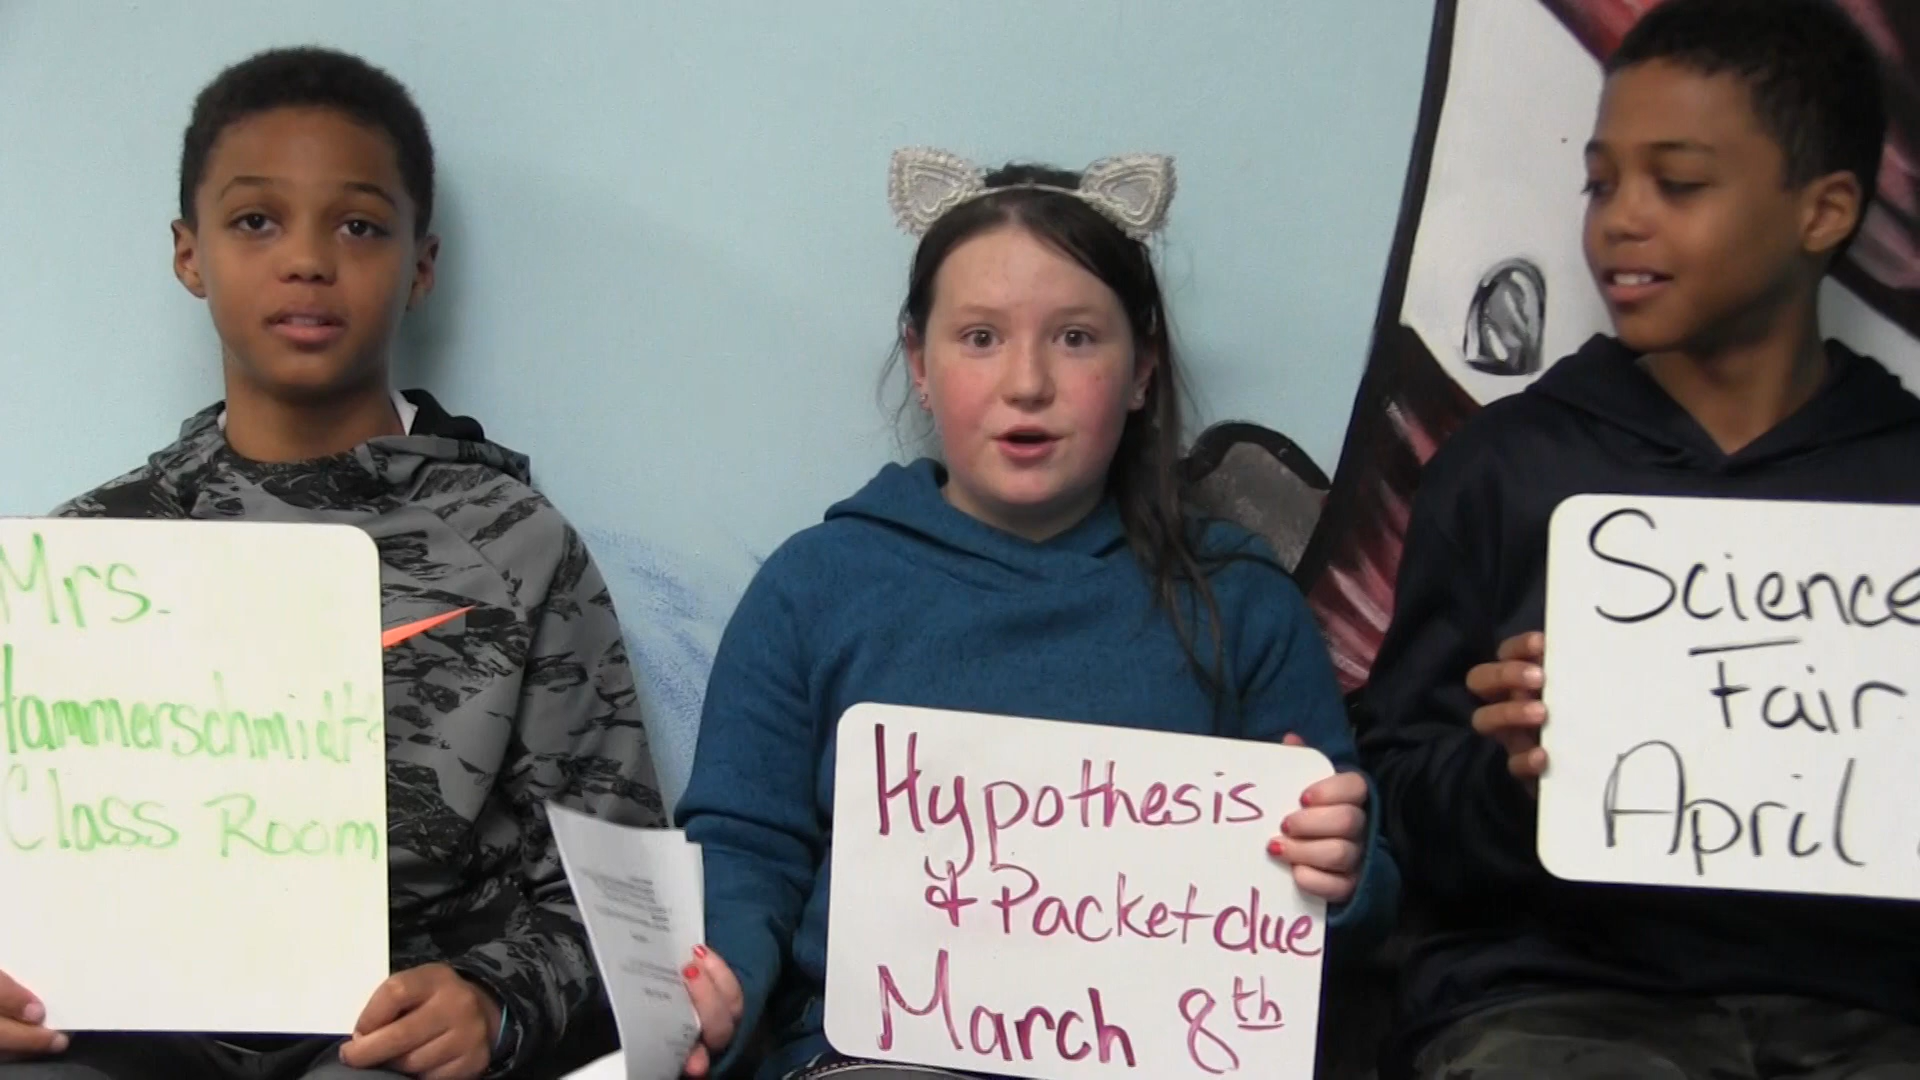 Mrs.
Hammerschmidt's
Class Room
Hypothesis
& Packet due
March 8th
Science
Fair
April